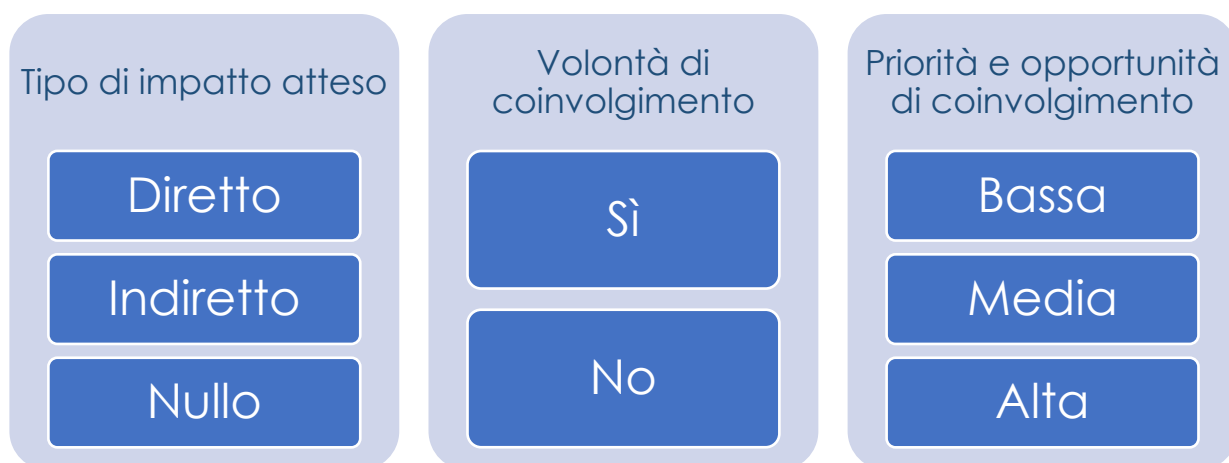 Tipo di impatto atteso
Diretto
Indiretto
Nullo
Volontà di
coinvolgimento
Sì
No
Priorità e opportunità
di coinvolgimento
Bassa
Media
Alta